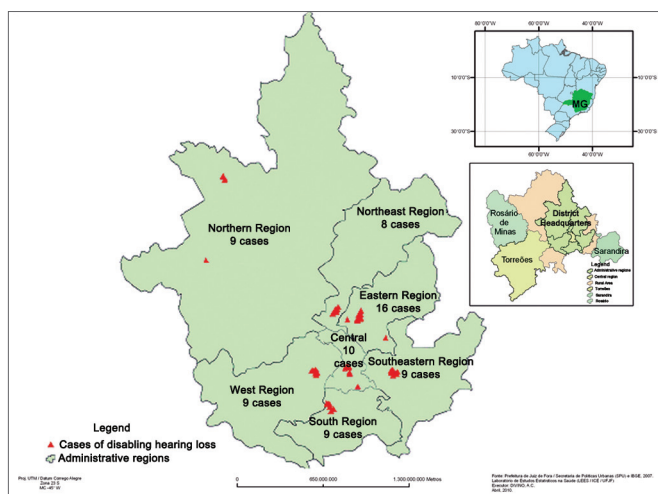 Northern Region
9 cases
Northeast Region
8 cases
Eastern Region
16 cases
Central
10
cases
Southeastern Region
9 cases
West Region
9 cases
South Region
9 cases
Legend
Cases of disabling hearing loss
Administrative regions
Proj. UTM / Datum Corrego Alegre
Zona 23 S
MC -45° W
0 650.000.000 1.300.000.000 Metros
80°0'0"W 60°0'0"W 40°0'0"W
10°0'0"S
30°0'0"S
10°0'0"S
30°0'0"S
MG
60°0'0"W 40°0'0"W
Rosário
de Minas
District
Headquarters
Torreões
Sarandira
Legend
Administrative regions
Central region
Rural Area
Torreões
Sarandira
Rosário
Fonte: Prefeitura de Juiz de Fora / Secretaria de Políticas Urbanas (SPU) e IBGE, 2007.
Laboratório de Estudos Estatísticos na Saúde (LEES / ICE / UFJF)
Executor: DIVINO, A.C.
Abril, 2010.